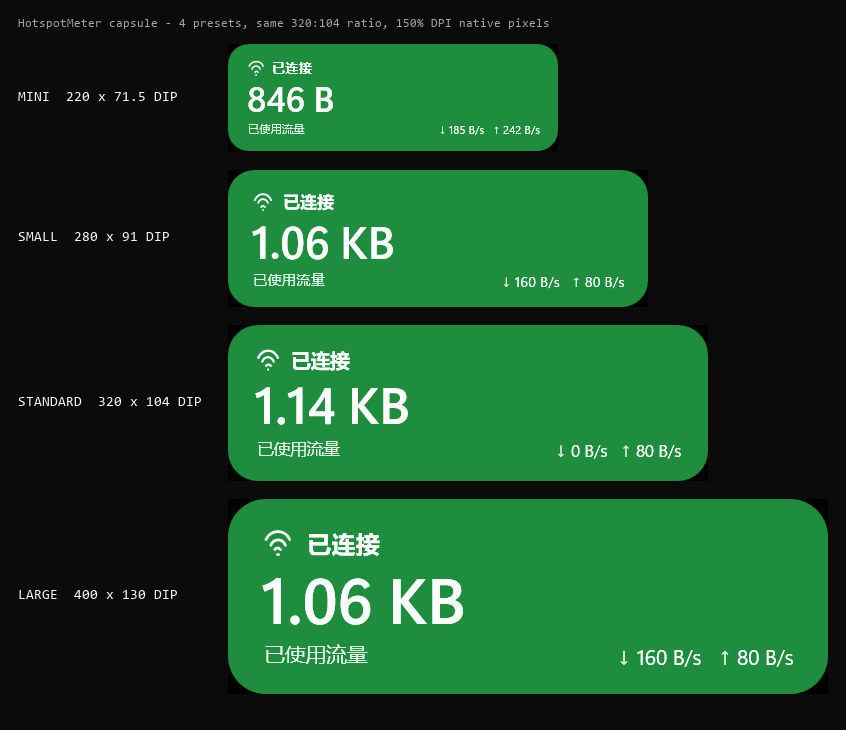 HotspotMeter capsule - 4 presets, same 320:104 ratio, 150% DPI native pixels
MINI 220 x 71.5 DIP
已连接
846 B
已使用流量 ↓ 185 B/s ↑ 242 B/s
SMALL 280 x 91 DIP
已连接
1.06 KB
已使用流量 ↓ 160 B/s ↑ 80 B/s
STANDARD 320 x 104 DIP
已连接
1.14 KB
已使用流量 ↓ 0 B/s ↑ 80 B/s
LARGE 400 x 130 DIP
已连接
1.06 KB
已使用流量 ↓ 160 B/s ↑ 80 B/s